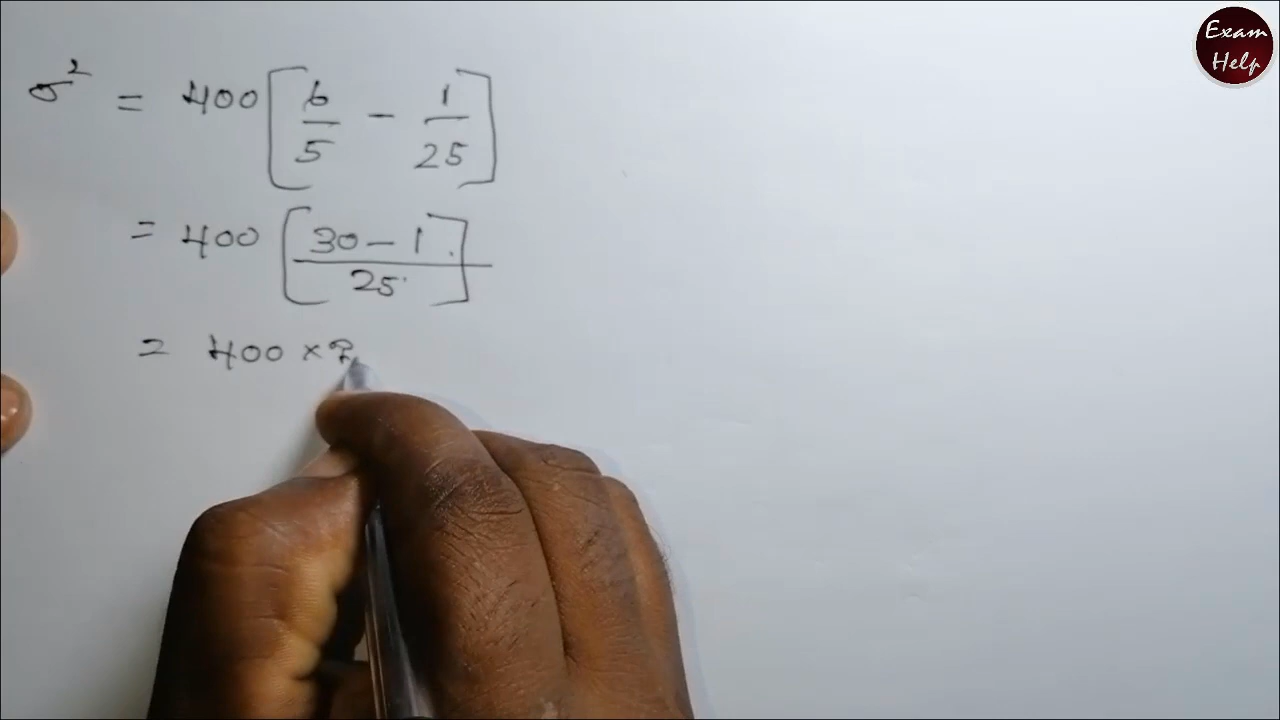 Exam
Help
σ² = 400 [6/5 - 1/25]
= 400 [30 - 1 / 25]
= 400 ×